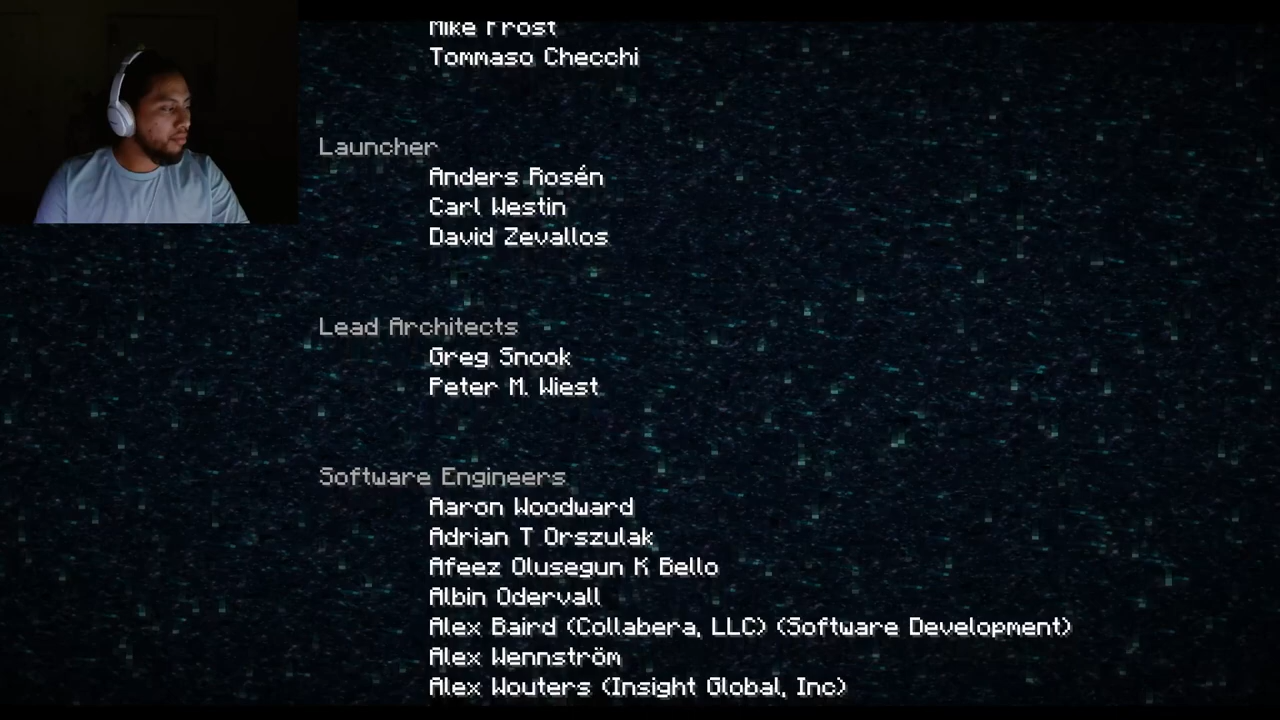 Mike Frost
Tommaso Checchi
Launcher
Anders Rosén
Carl Westin
David Zevallos
Lead Architects
Greg Snook
Peter M. Wiest
Software Engineers
Aaron Woodward
Adrian T Orszulak
Afeez Olusegun K Bello
Albin Odervall
Alex Baird (Collabera, LLC) (Software Development)
Alex Wennström
Alex Wouters (Insight Global, Inc)